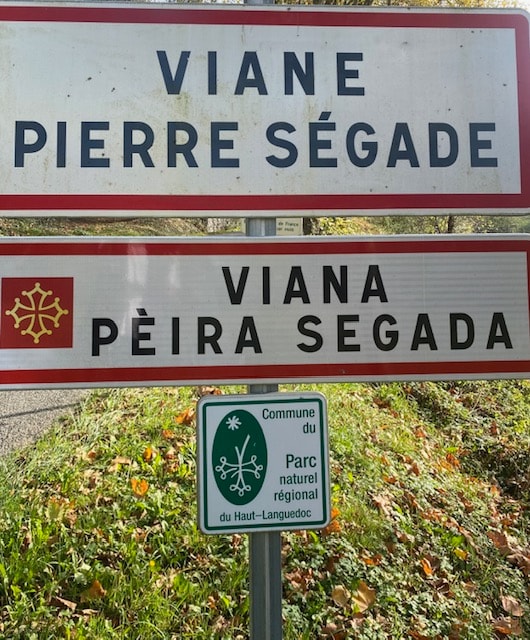 VIANE
PIERRE SÉGADE
VIANA
PÈIRA SEGADA
Commune
du
Parc
naturel
régional
du Haut-Languedoc